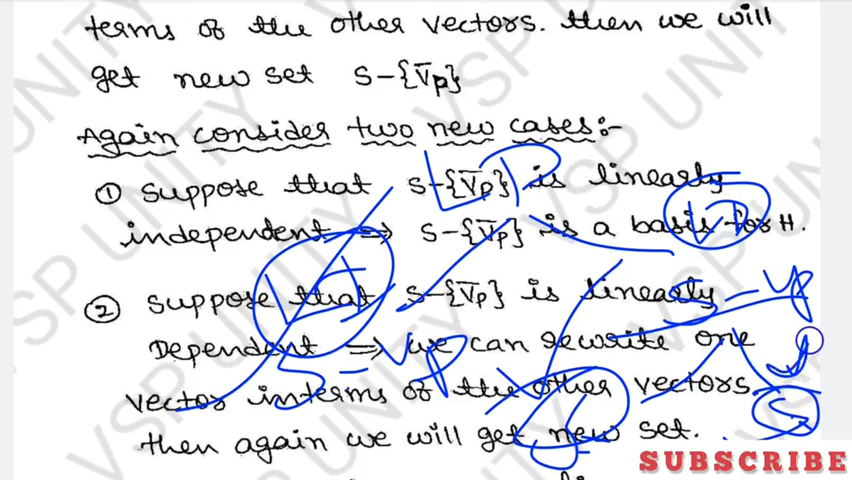 terms of the other vectors. then we will
get new set S-{V̄p}
Again consider two new cases:-
① Suppose that S-{V̄p} is linearly
independent ⇒ S-{V̄p} is a basis for H.
② Suppose that S-{V̄p} is linearly
Dependent ⇒ we can rewrite one
vector interms of the other vectors.
then again we will get new set.
SUBSCRIBE
VSP UNITY